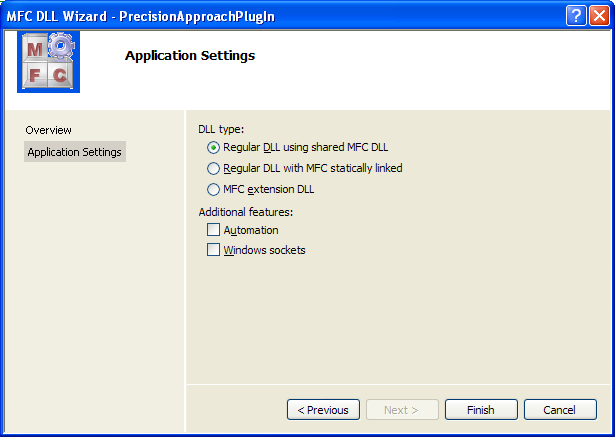 MFC DLL Wizard - PrecisionApproachPlugIn
M
F C
Application Settings
Overview
Application Settings
DLL type:
Regular DLL using shared MFC DLL
Regular DLL with MFC statically linked
MFC extension DLL
Additional features:
Automation
Windows sockets
< Previous
Next >
Finish
Cancel